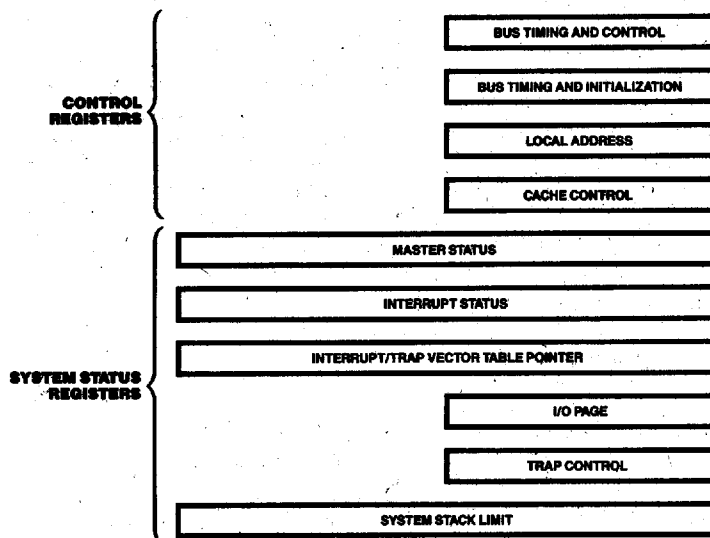 CONTROL
REGISTERS
BUS TIMING AND CONTROL
BUS TIMING AND INITIALIZATION
LOCAL ADDRESS
CACHE CONTROL
SYSTEM STATUS
REGISTERS
MASTER STATUS
INTERRUPT STATUS
INTERRUPT/TRAP VECTOR TABLE POINTER
I/O PAGE
TRAP CONTROL
SYSTEM STACK LIMIT